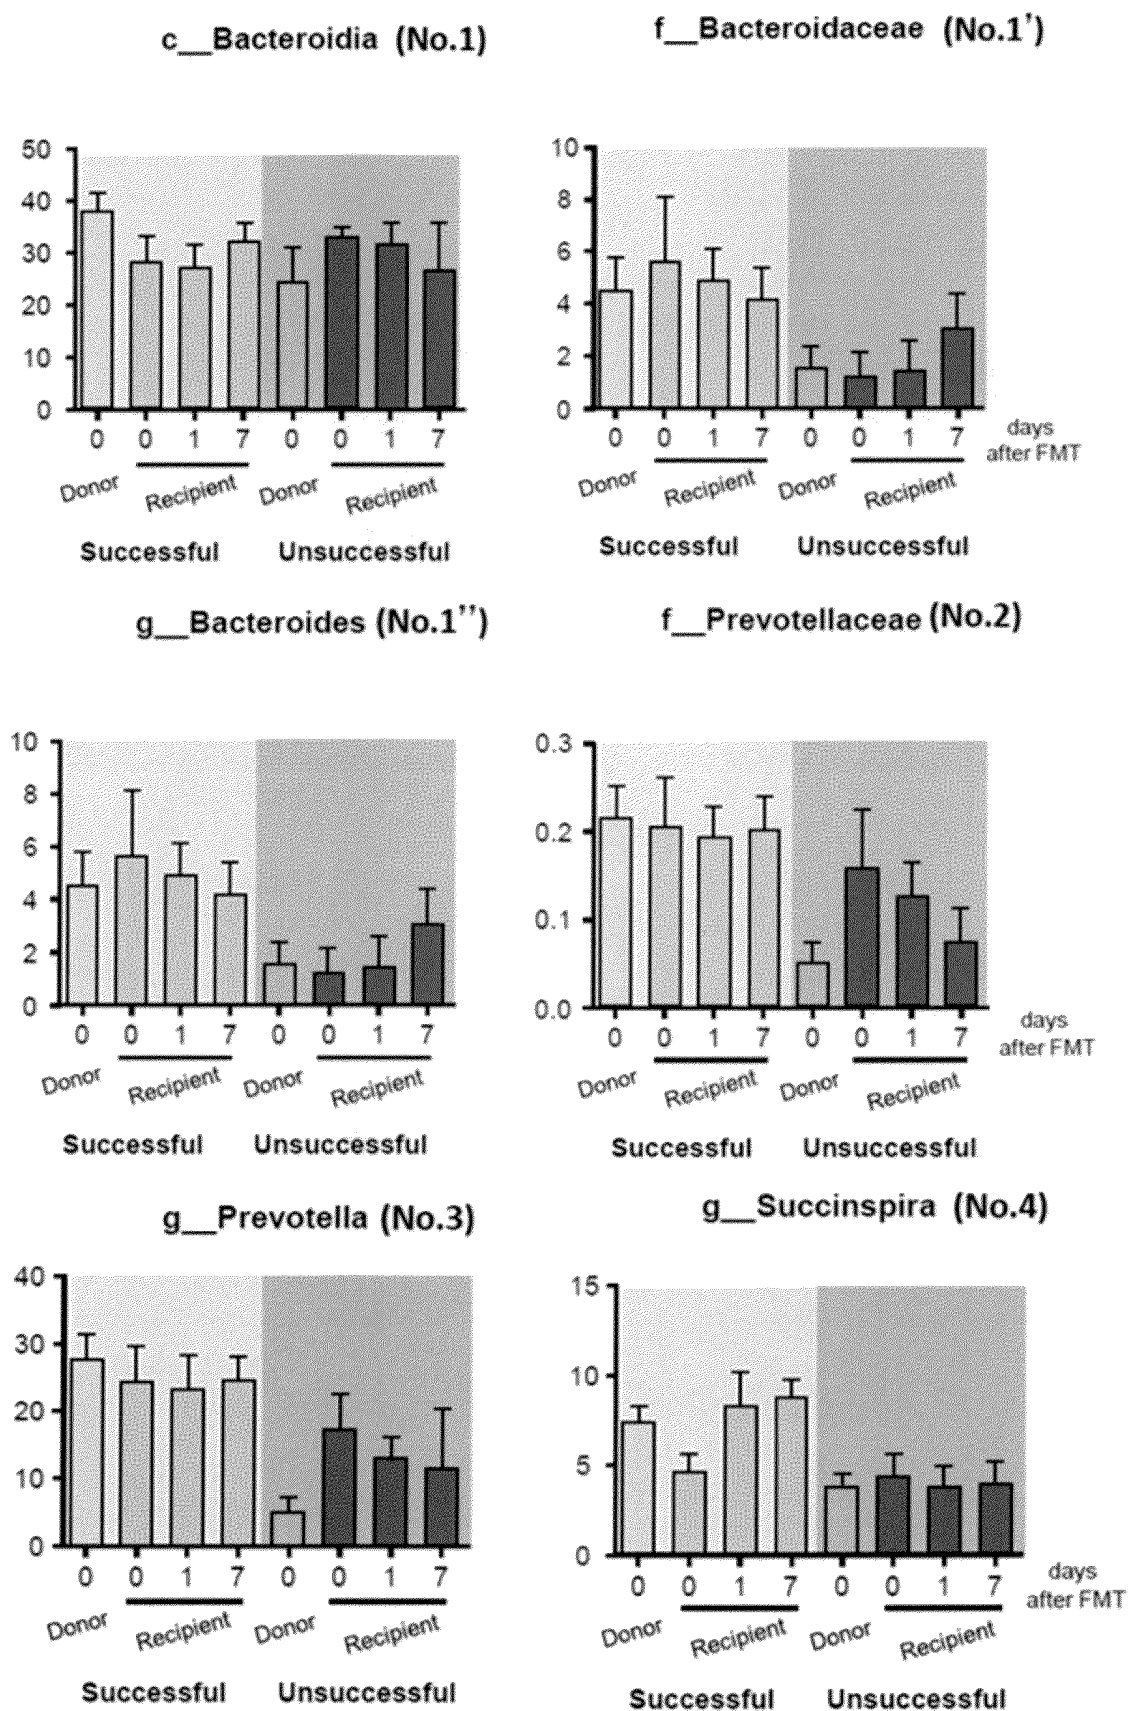 c__Bacteroidia (No.1)
50
40
30
20
10
0
0 0 1 7 0 0 1 7
Donor Recipient Donor Recipient
Successful Unsuccessful
f__Bacteroidaceae (No.1’)
10
8
6
4
2
0
0 0 1 7 0 0 1 7
days
after FMT
Donor Recipient Donor Recipient
Successful Unsuccessful
g__Bacteroides (No.1’’)
10
8
6
4
2
0
0 0 1 7 0 0 1 7
Donor Recipient Donor Recipient
Successful Unsuccessful
f__Prevotellaceae (No.2)
0.3
0.2
0.1
0.0
0 0 1 7 0 0 1 7
days
after FMT
Donor Recipient Donor Recipient
Successful Unsuccessful
g__Prevotella (No.3)
40
30
20
10
0
0 0 1 7 0 0 1 7
Donor Recipient Donor Recipient
Successful Unsuccessful
g__Succinspira (No.4)
15
10
5
0
0 0 1 7 0 0 1 7
days
after FMT
Donor Recipient Donor Recipient
Successful Unsuccessful